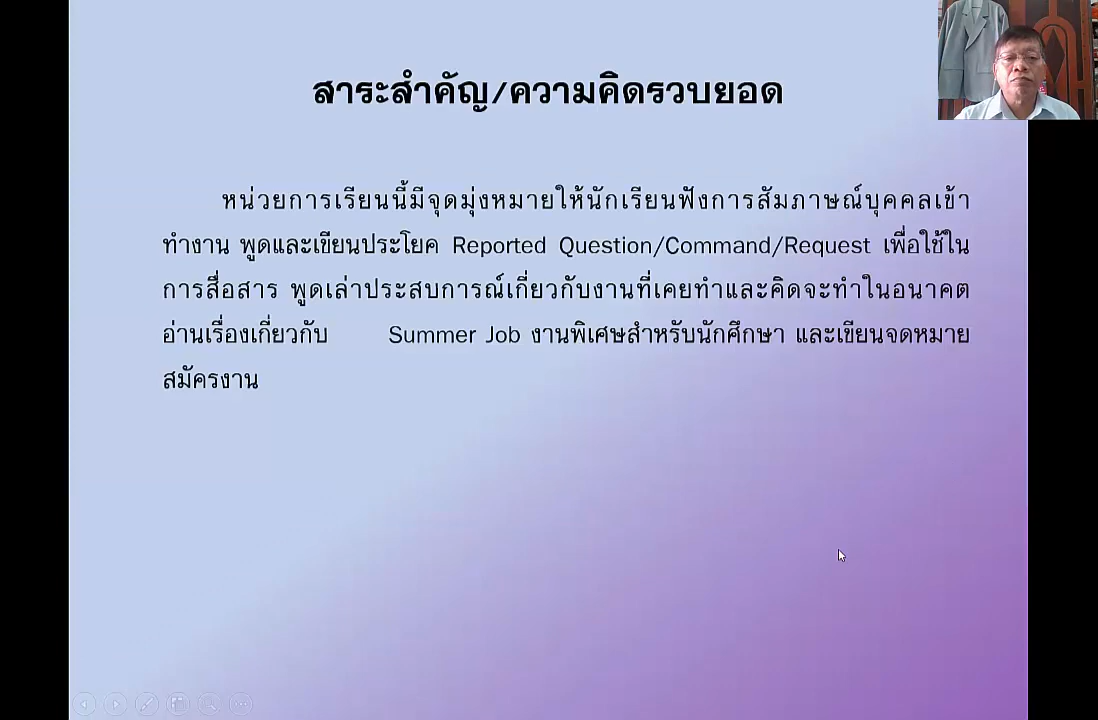 สาระสำคัญ/ความคิดรวบยอด
หน่วยการเรียนนี้มีจุดมุ่งหมายให้นักเรียนฟังการสัมภาษณ์บุคคลเข้า
ทำงาน พูดและเขียนประโยค Reported Question/Command/Request เพื่อใช้ใน
การสื่อสาร พูดเล่าประสบการณ์เกี่ยวกับงานที่เคยทำและคิดจะทำในอนาคต
อ่านเรื่องเกี่ยวกับ Summer Job งานพิเศษสำหรับนักศึกษา และเขียนจดหมาย
สมัครงาน